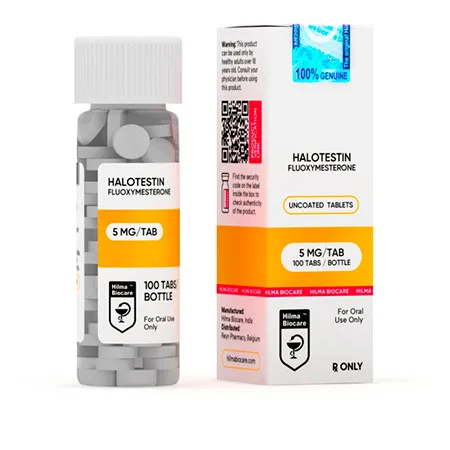 HALOTESTIN
FLUOXYMESTERONE
5 MG/TAB
100 TABS
BOTTLE
Hilma ™
Biocare
For Oral Use
Only
Warning: This product
can be used only by
healthy adults over 18
years old. Consult your
physician before using
this product.
Find the security
code on the label
inside the box to
check authenticity
of the product.
100% GENUINE
HALOTESTIN
FLUOXYMESTERONE
UNCOATED TABLETS
5 MG/TAB
100 TABS / BOTTLE
HILMA BIOCARE HILMA BIOCARE HILMA BIOCARE
Manufactured:
Hilma Biocare, India
Distributed:
Reyn Pharmacy, Belgium
hilmabiocare.com
Hilma ™
Biocare
For Oral
Use Only
℞ ONLY